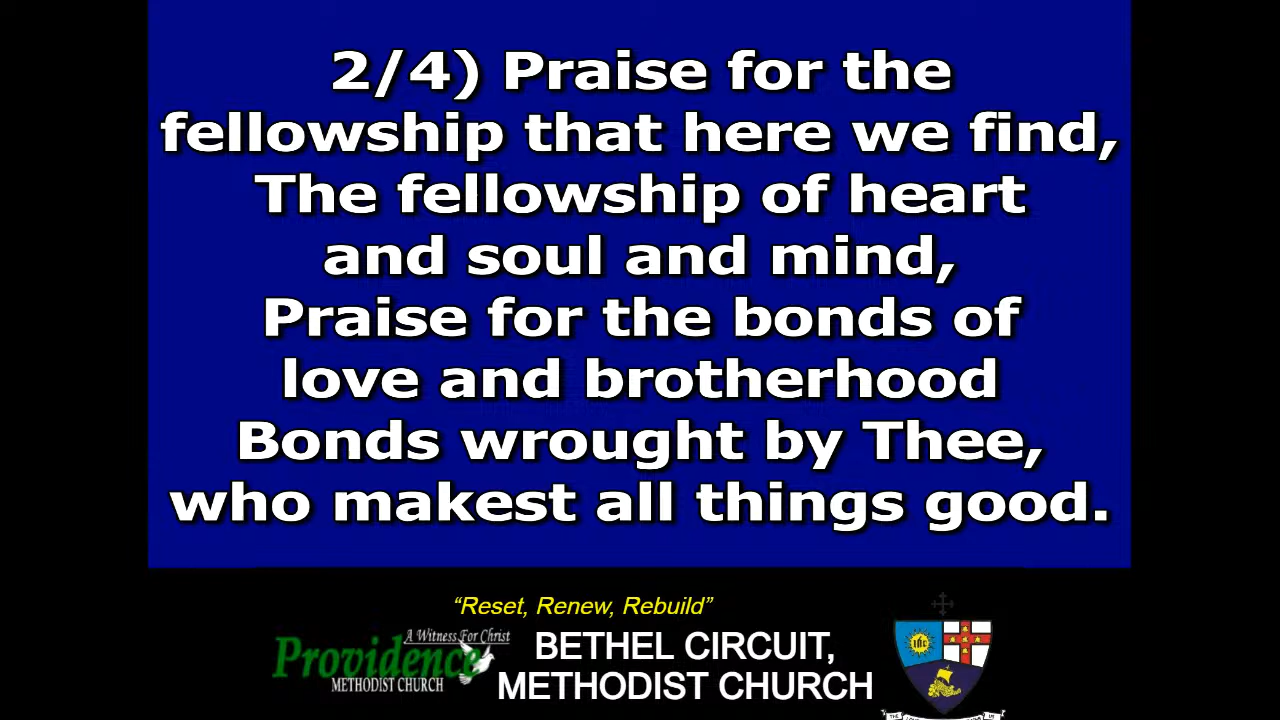 2/4) Praise for the
fellowship that here we find,
The fellowship of heart
and soul and mind,
Praise for the bonds of
love and brotherhood
Bonds wrought by Thee,
who makest all things good.
“Reset, Renew, Rebuild”
A Witness For Christ
Providence
METHODIST CHURCH
BETHEL CIRCUIT,
METHODIST CHURCH
IHC
THE